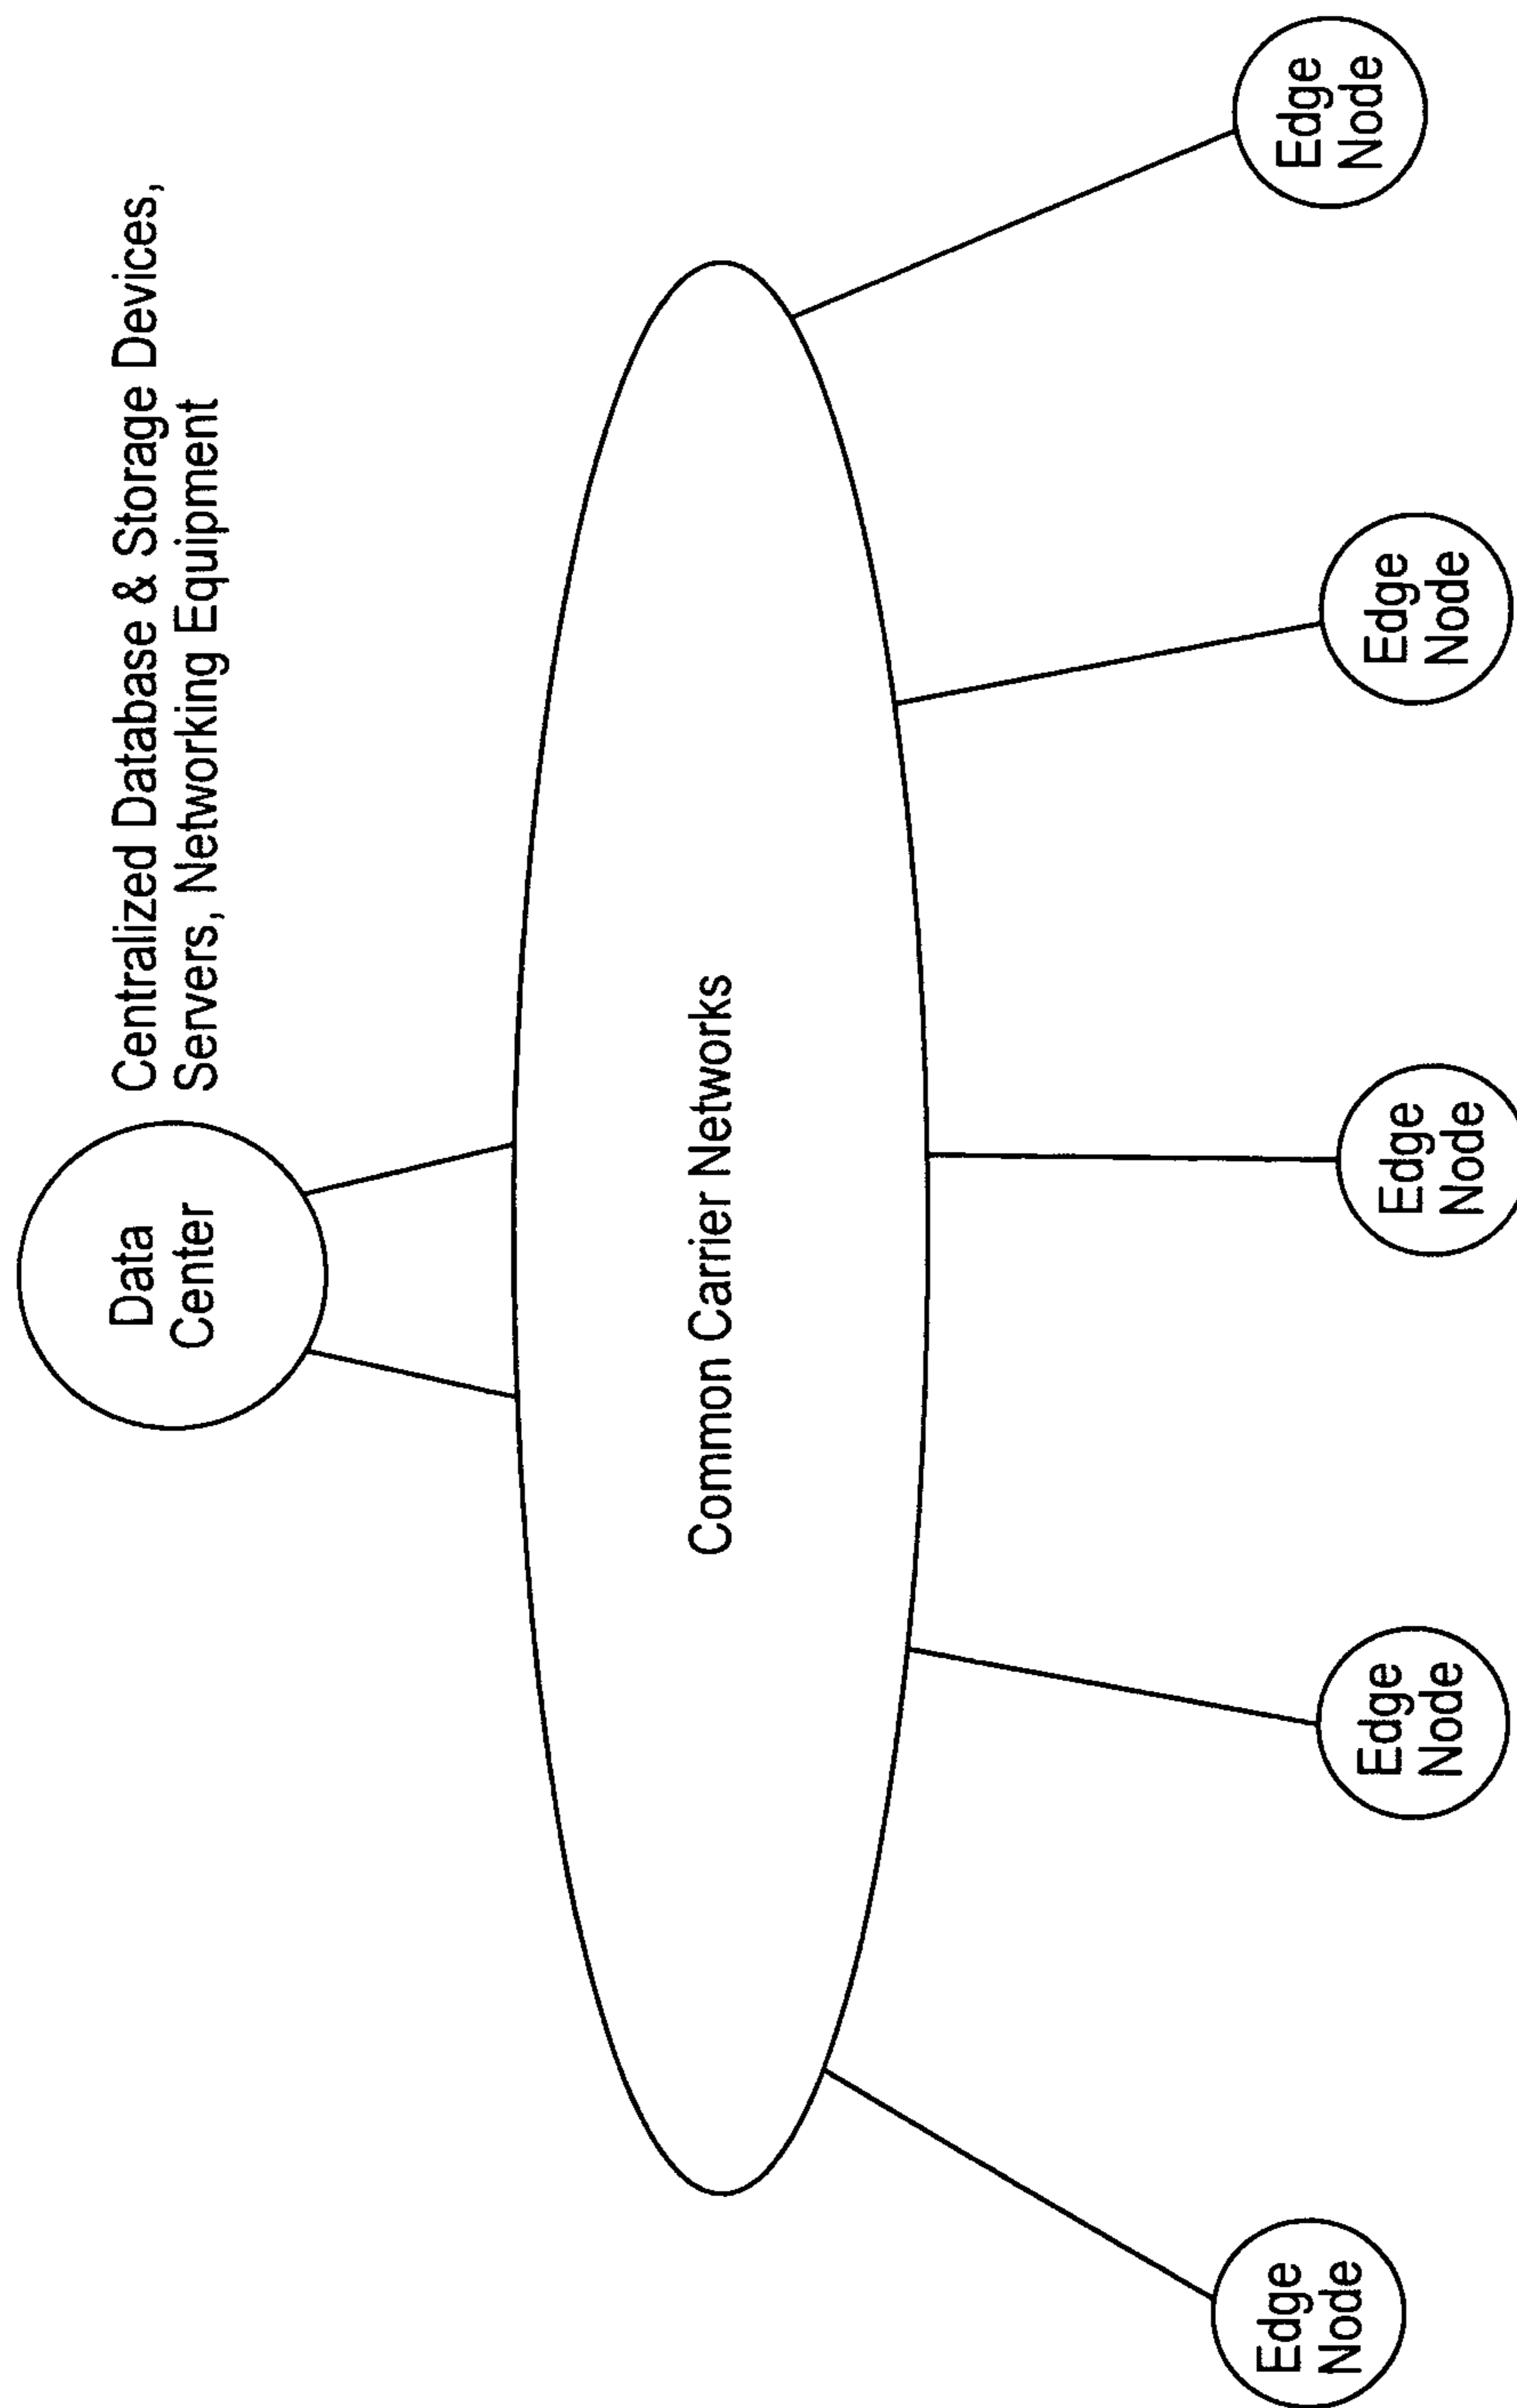 Data
Center
Centralized Database & Storage Devices,
Servers, Networking Equipment
Common Carrier Networks
Edge
Node
Edge
Node
Edge
Node
Edge
Node
Edge
Node